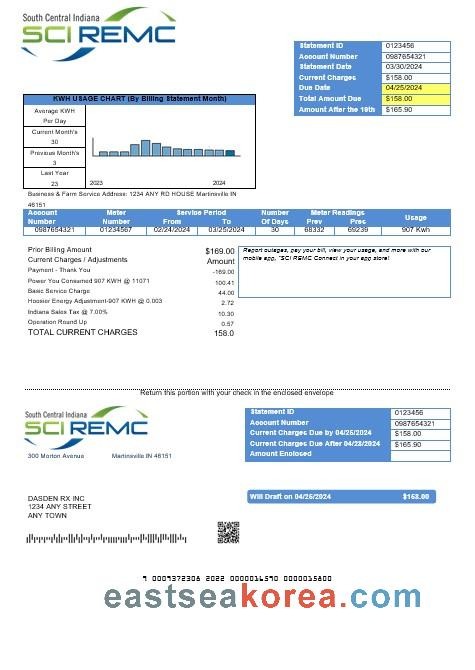 South Central Indiana
SCI REMC
Statement ID 0123456
Account Number 0987654321
Statement Date 03/30/2024
Current Charges $158.00
Due Date 04/25/2024
Total Amount Due $158.00
Amount After the 19th $165.90
KWH USAGE CHART (By Billing Statement Month)
Average KWH
Per Day
Current Month's
30
Previous Month's
3
Last Year
23
2023 2024
Business & Farm Service Address: 1234 ANY RD HOUSE Martinsville IN
46151
Account Number Meter Number Service Period From To Number Of Days Meter Readings Prev Pres Usage
0987654321 01234567 02/24/2024 03/25/2024 30 68332 69239 907 Kwh
Prior Billing Amount $169.00
Current Charges / Adjustments Amount
Payment - Thank You -169.00
Power You Consumed 907 KWH @ 11071 100.41
Basic Service Charge 44.00
Hoosier Energy Adjustment-907 KWH @ 0.003 2.72
Indiana Sales Tax @ 7.00% 10.30
Operation Round Up 0.57
TOTAL CURRENT CHARGES 158.0
Report outages, pay your bill, view your usage, and more with our
mobile app, "SCI REMC Connect in your app store!
Return this portion with your check in the enclosed envelope
South Central Indiana
SCI REMC
300 Morton Avenue Martinsville IN 46151
Statement ID 0123456
Account Number 0987654321
Current Charges Due by 04/25/2024 $158.00
Current Charges Due After 04/23/2024 $165.90
Amount Enclosed
Will Draft on 04/25/2024 $158.00
DASDEN RX INC
1234 ANY STREET
ANY TOWN
9 0009372308 2022 0000016590 0000015800
eastseakorea.com